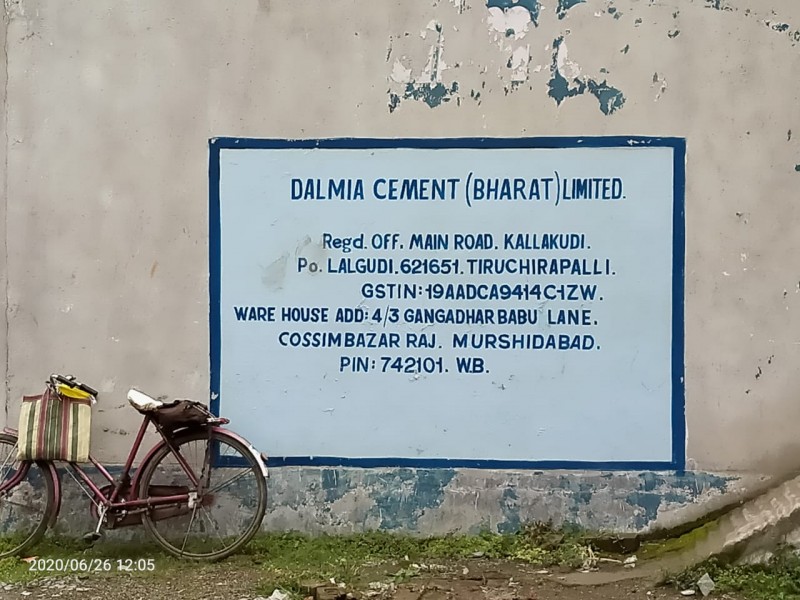 DALMIA CEMENT (BHARAT) LIMITED.
Regd. OFF. MAIN ROAD. KALLAKUDI.
Po. LALGUDI. 621651. TIRUCHIRAPALLI.
GSTIN: 19AADCA9414C1ZW.
WARE HOUSE ADD: 4/3 GANGADHAR BABU LANE.
COSSIMBAZAR RAJ. MURSHIDABAD.
PIN: 742101. W.B.
2020/06/26 12:05